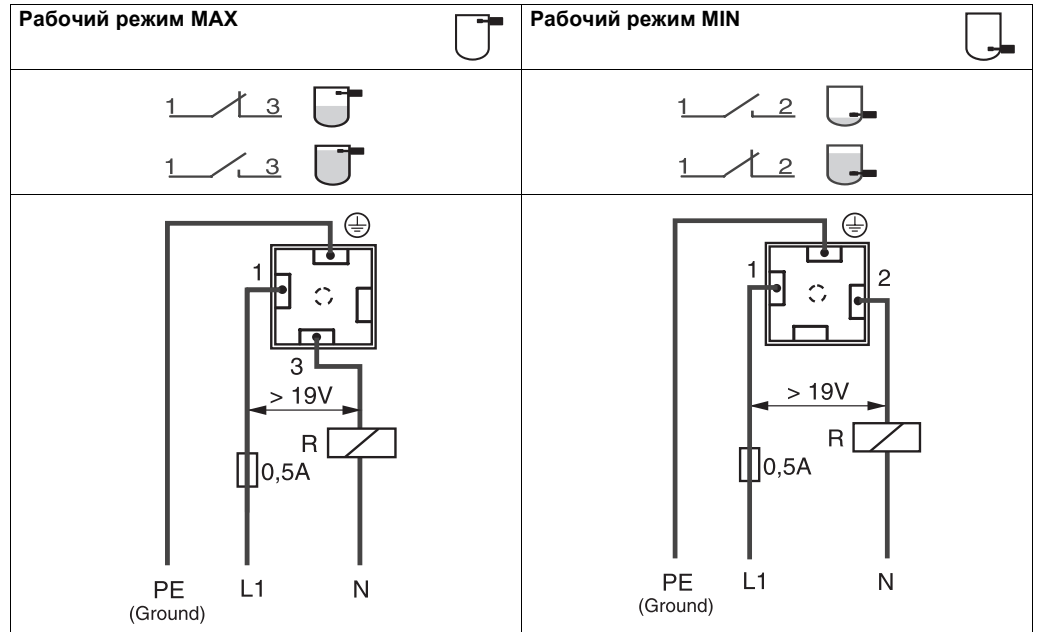 Рабочий режим MAX
Рабочий режим MIN
1 3
1 3
1 2
1 2
1
3
> 19V
R
0,5A
PE
(Ground)
L1
N
1
2
> 19V
R
0,5A
PE
(Ground)
L1
N